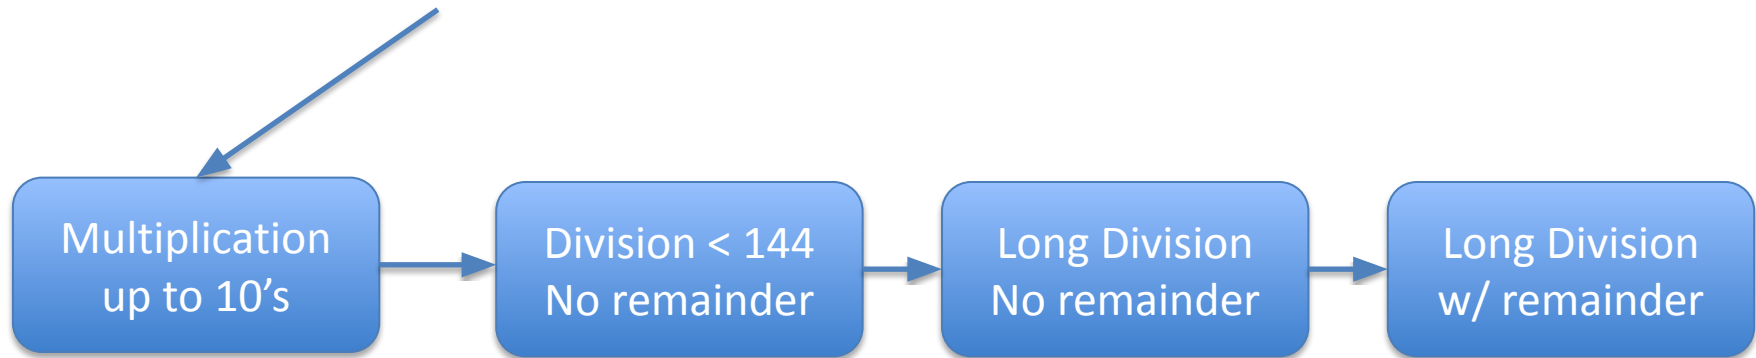 Multiplication
up to 10’s
Division < 144
No remainder
Long Division
No remainder
Long Division
w/ remainder